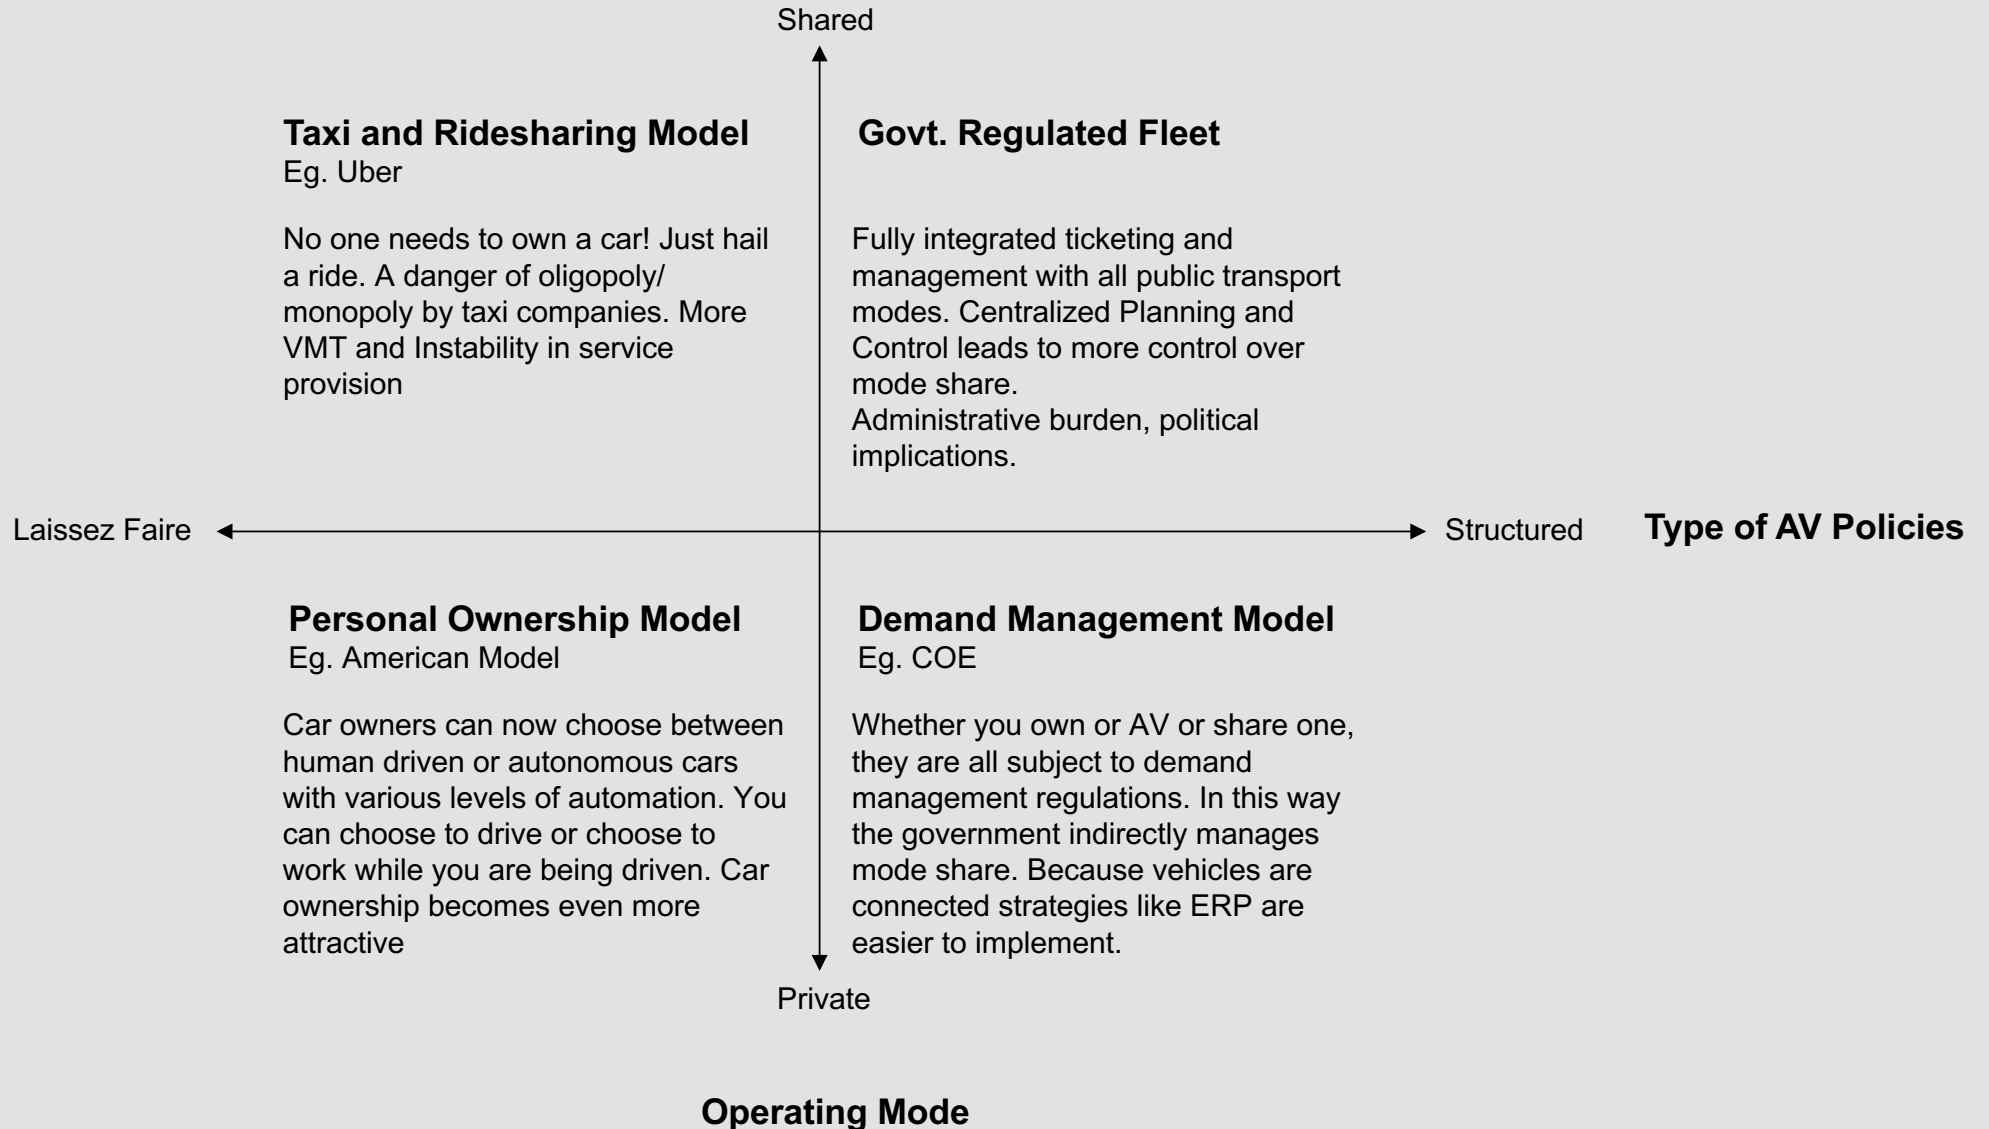 Shared
Taxi and Ridesharing Model
Eg. Uber
No one needs to own a car! Just hail
a ride. A danger of oligopoly/
monopoly by taxi companies. More
VMT and Instability in service
provision
Govt. Regulated Fleet
Fully integrated ticketing and
management with all public transport
modes. Centralized Planning and
Control leads to more control over
mode share.
Administrative burden, political
implications.
Laissez Faire
Structured
Type of AV Policies
Personal Ownership Model
Eg. American Model
Car owners can now choose between
human driven or autonomous cars
with various levels of automation. You
can choose to drive or choose to
work while you are being driven. Car
ownership becomes even more
attractive
Demand Management Model
Eg. COE
Whether you own or AV or share one,
they are all subject to demand
management regulations. In this way
the government indirectly manages
mode share. Because vehicles are
connected strategies like ERP are
easier to implement.
Private
Operating Mode